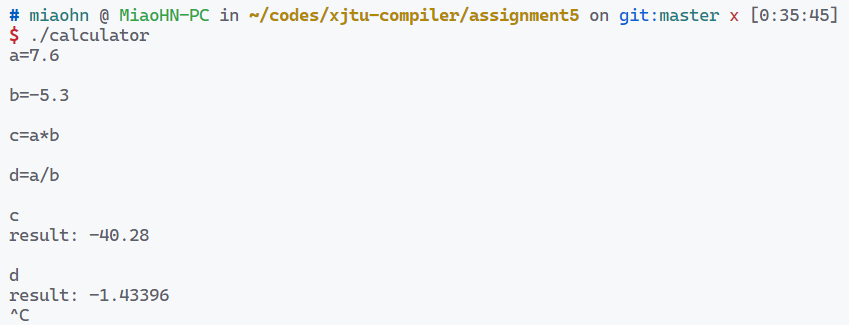 # miaohn @ MiaoHN-PC in ~/codes/xjtu-compiler/assignment5 on git:master x [0:35:45]
$ ./calculator
a=7.6
b=-5.3
c=a*b
d=a/b
c
result: -40.28
d
result: -1.43396
^C